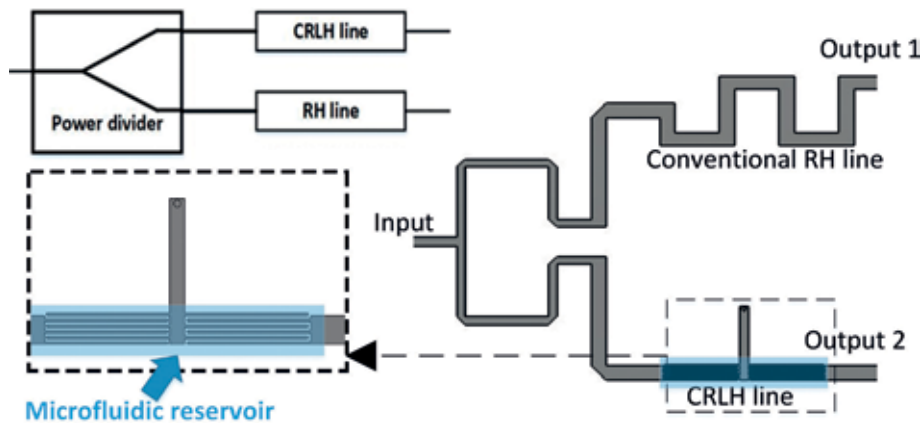 CRLH line
Power divider
RH line
Output 1
Conventional RH line
Input
Output 2
CRLH line
Microfluidic reservoir